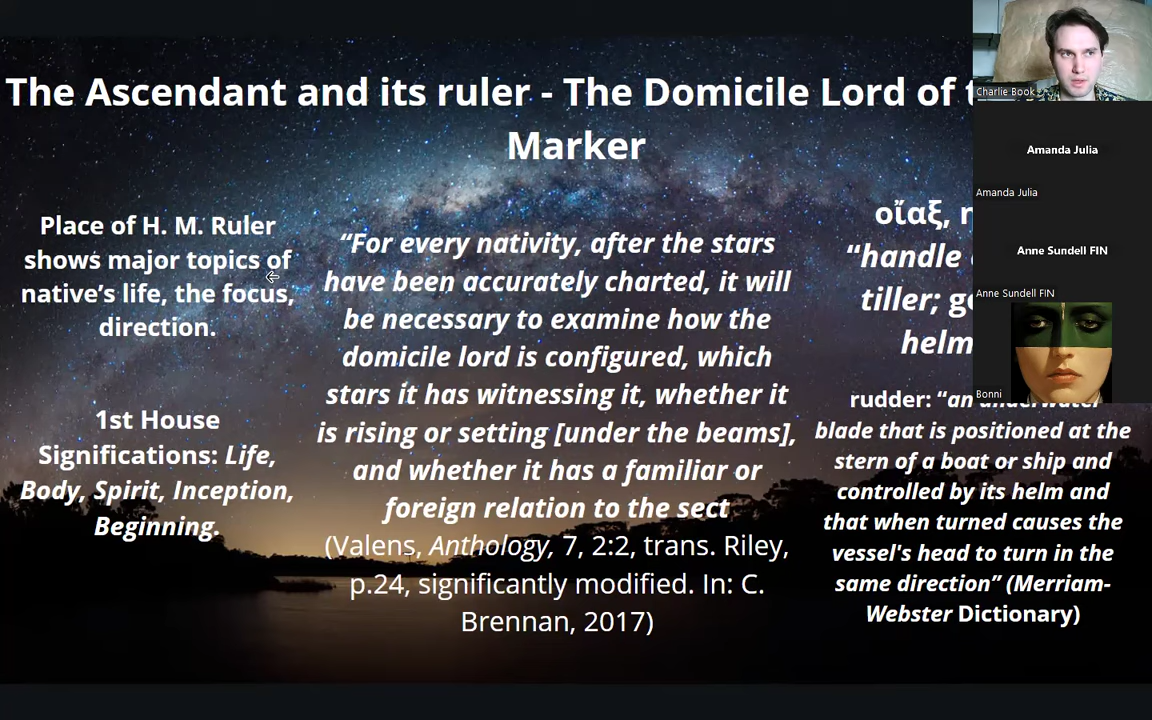 The Ascendant and its ruler - The Domicile Lord of
Marker
Place of H. M. Ruler
shows major topics of
native's life, the focus,
direction.
1st House
Significations: Life,
Body, Spirit, Inception,
Beginning.
“For every nativity, after the stars
have been accurately charted, it will
be necessary to examine how the
domicile lord is configured, which
stars it has witnessing it, whether it
is rising or setting [under the beams],
and whether it has a familiar or
foreign relation to the sect
(Valens, Anthology, 7, 2:2, trans. Riley,
p.24, significantly modified. In: C.
Brennan, 2017)
οἴαξ,
“handle
tiller;
helm
rudder: “an underwater
blade that is positioned at the
stern of a boat or ship and
controlled by its helm and
that when turned causes the
vessel's head to turn in the
same direction” (Merriam-
Webster Dictionary)
Charlie Book
Amanda Julia
Amanda Julia
Anne Sundell FIN
Anne Sundell FIN
Bonni